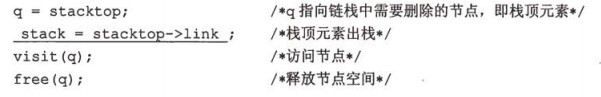 q = stacktop; /*q 指向链栈中需要删除的节点，即栈顶元素*/
stack = stacktop->link ; /*栈顶元素出栈*/
visit(q); /*访问节点*/
free(q); /*释放节点空间*/